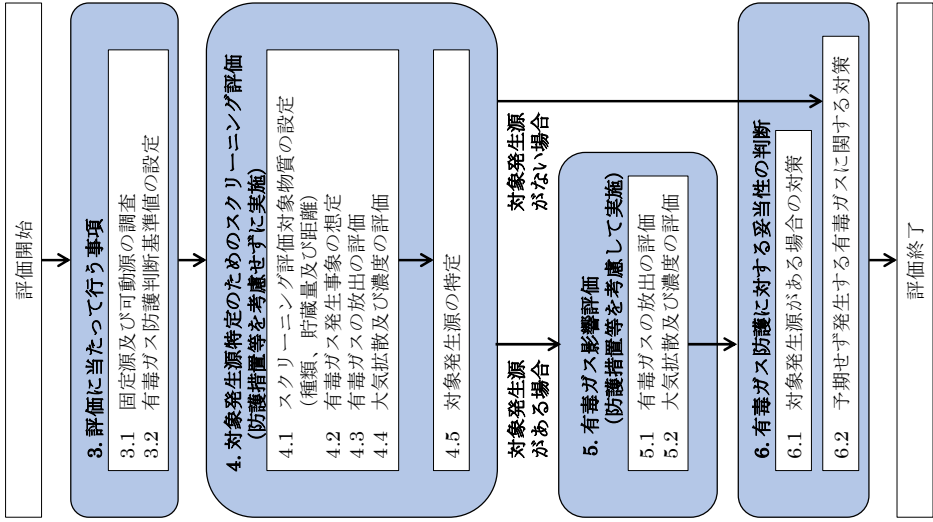 評価開始
3. 評価に当たって行う事項
3.1 固定源及び可動源の調査
3.2 有毒ガス防護判断基準値の設定
4. 対象発生源特定のためのスクリーニング評価
(防護措置等を考慮せずに実施)
4.1 スクリーニング評価対象物質の設定
(種類、貯蔵量及び距離)
4.2 有毒ガス発生事象の想定
4.3 有毒ガスの放出の評価
4.4 大気拡散及び濃度の評価
4.5 対象発生源の特定
対象発生源
がある場合
対象発生源
がない場合
5. 有毒ガス影響評価
(防護措置等を考慮して実施)
5.1 有毒ガスの放出の評価
5.2 大気拡散及び濃度の評価
6. 有毒ガス防護に対する妥当性の判断
6.1 対象発生源がある場合の対策
6.2 予期せず発生する有毒ガスに関する対策
評価終了